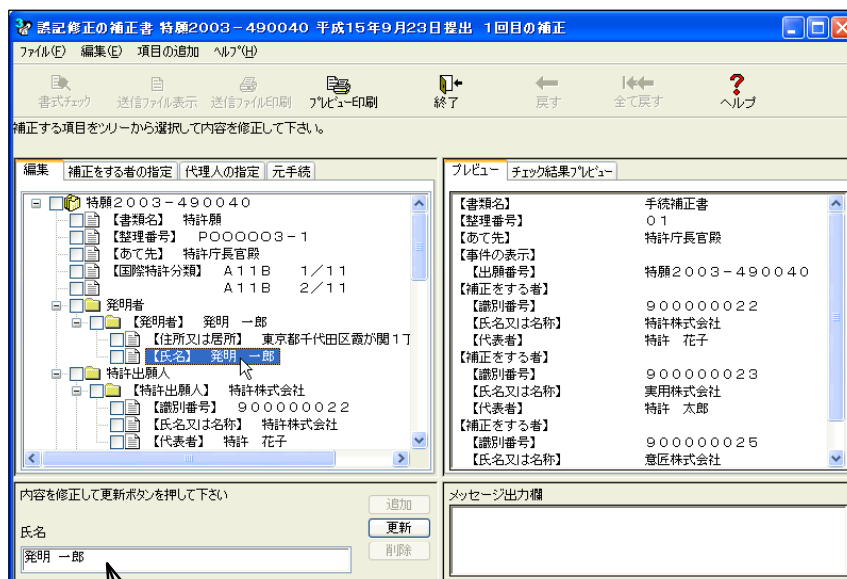 誤記修正の補正書 特願2003－490040 平成15年9月23日提出 1回目の補正
ファイル(F) 編集(E) 項目の追加 ヘルプ(H)
書式チェック 送信ファイル表示 送信ファイル印刷 プレビュー印刷 終了 戻す 全て戻す ヘルプ
補正する項目をツリーから選択して内容を修正して下さい。
編集 補正をする者の指定 代理人の指定 元手続
特願２００３－４９００４０
【書類名】 特許願
【整理番号】 Ｐ０００００３－１
【あて先】 特許庁長官殿
【国際特許分類】 Ａ１１Ｂ １／１１
Ａ１１Ｂ ２／１１
発明者
【発明者】 発明 一郎
【住所又は居所】 東京都千代田区霞が関１丁
【氏名】 発明 一郎
特許出願人
【特許出願人】 特許株式会社
【識別番号】 ９０００００００２２
【氏名又は名称】 特許株式会社
【代表者】 特許 花子
プレビュー チェック結果プレビュー
【書類名】 手続補正書
【整理番号】 ０１
【あて先】 特許庁長官殿
【事件の表示】
【出願番号】 特願２００３－４９００４０
【補正をする者】
【識別番号】 ９００００００２２
【氏名又は名称】 特許株式会社
【代表者】 特許 花子
【補正をする者】
【識別番号】 ９００００００２３
【氏名又は名称】 実用株式会社
【代表者】 特許 太郎
【補正をする者】
【識別番号】 ９００００００２５
【氏名又は名称】 意匠株式会社
内容を修正して更新ボタンを押して下さい
追加
更新
削除
氏名
発明 一郎
メッセージ出力欄